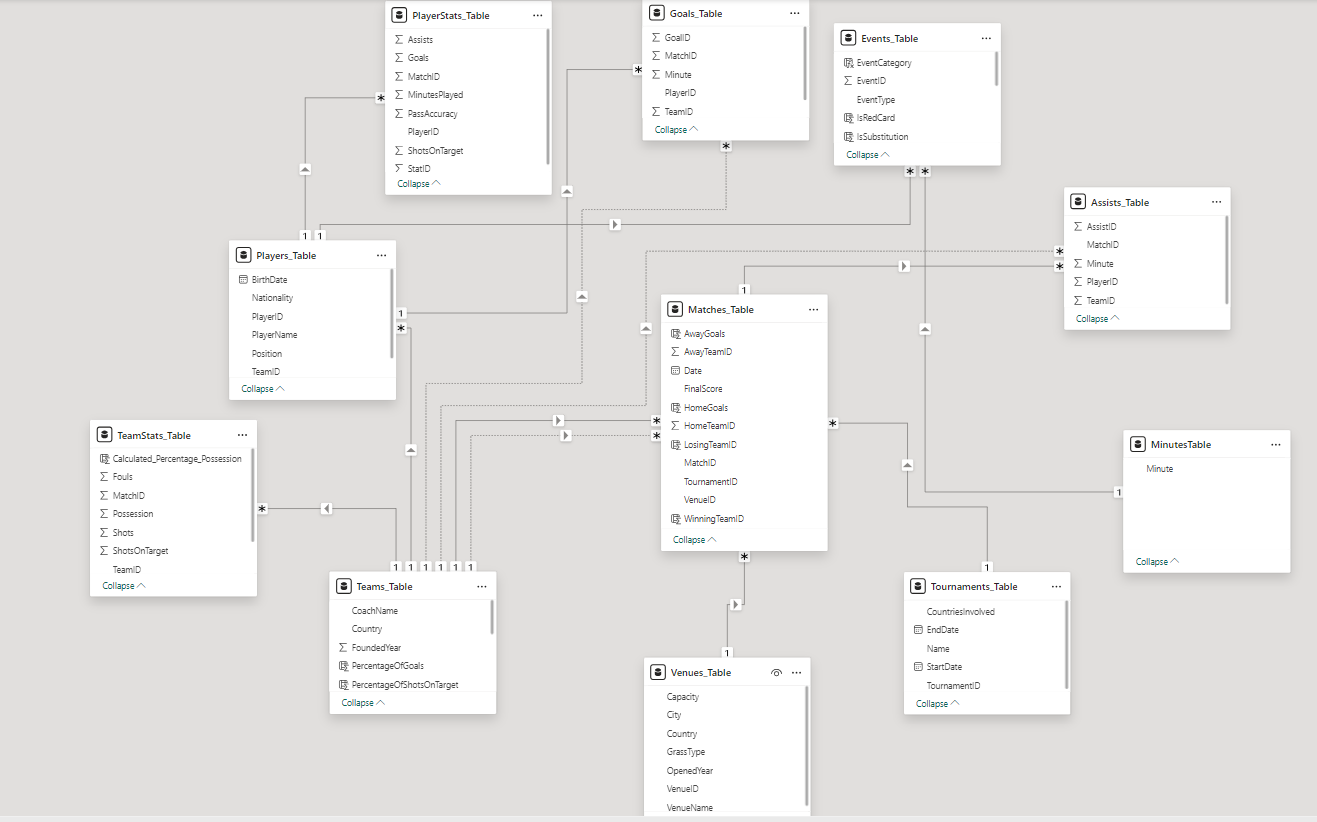 PlayerStats_Table
Assists
Goals
MatchID
MinutesPlayed
PassAccuracy
PlayerID
ShotsOnTarget
StatID
Collapse
Goals_Table
GoalID
MatchID
Minute
PlayerID
TeamID
Collapse
Events_Table
EventCategory
EventID
EventType
IsRedCard
IsSubstitution
Collapse
Assists_Table
AssistID
MatchID
Minute
PlayerID
TeamID
Collapse
Players_Table
BirthDate
Nationality
PlayerID
PlayerName
Position
TeamID
Collapse
Matches_Table
AwayGoals
AwayTeamID
Date
FinalScore
HomeGoals
HomeTeamID
LosingTeamID
MatchID
TournamentID
VenueID
WinningTeamID
Collapse
TeamStats_Table
Calculated_Percentage_Possession
Fouls
MatchID
Possession
Shots
ShotsOnTarget
TeamID
Collapse
MinutesTable
Minute
Collapse
Teams_Table
CoachName
Country
FoundedYear
PercentageOfGoals
PercentageOfShotsOnTarget
Collapse
Tournaments_Table
CountriesInvolved
EndDate
Name
StartDate
TournamentID
Collapse
Venues_Table
Capacity
City
Country
GrassType
OpenedYear
VenueID
VenueName
1 1
1
1
1
1 1 1 1 1 1
1
1